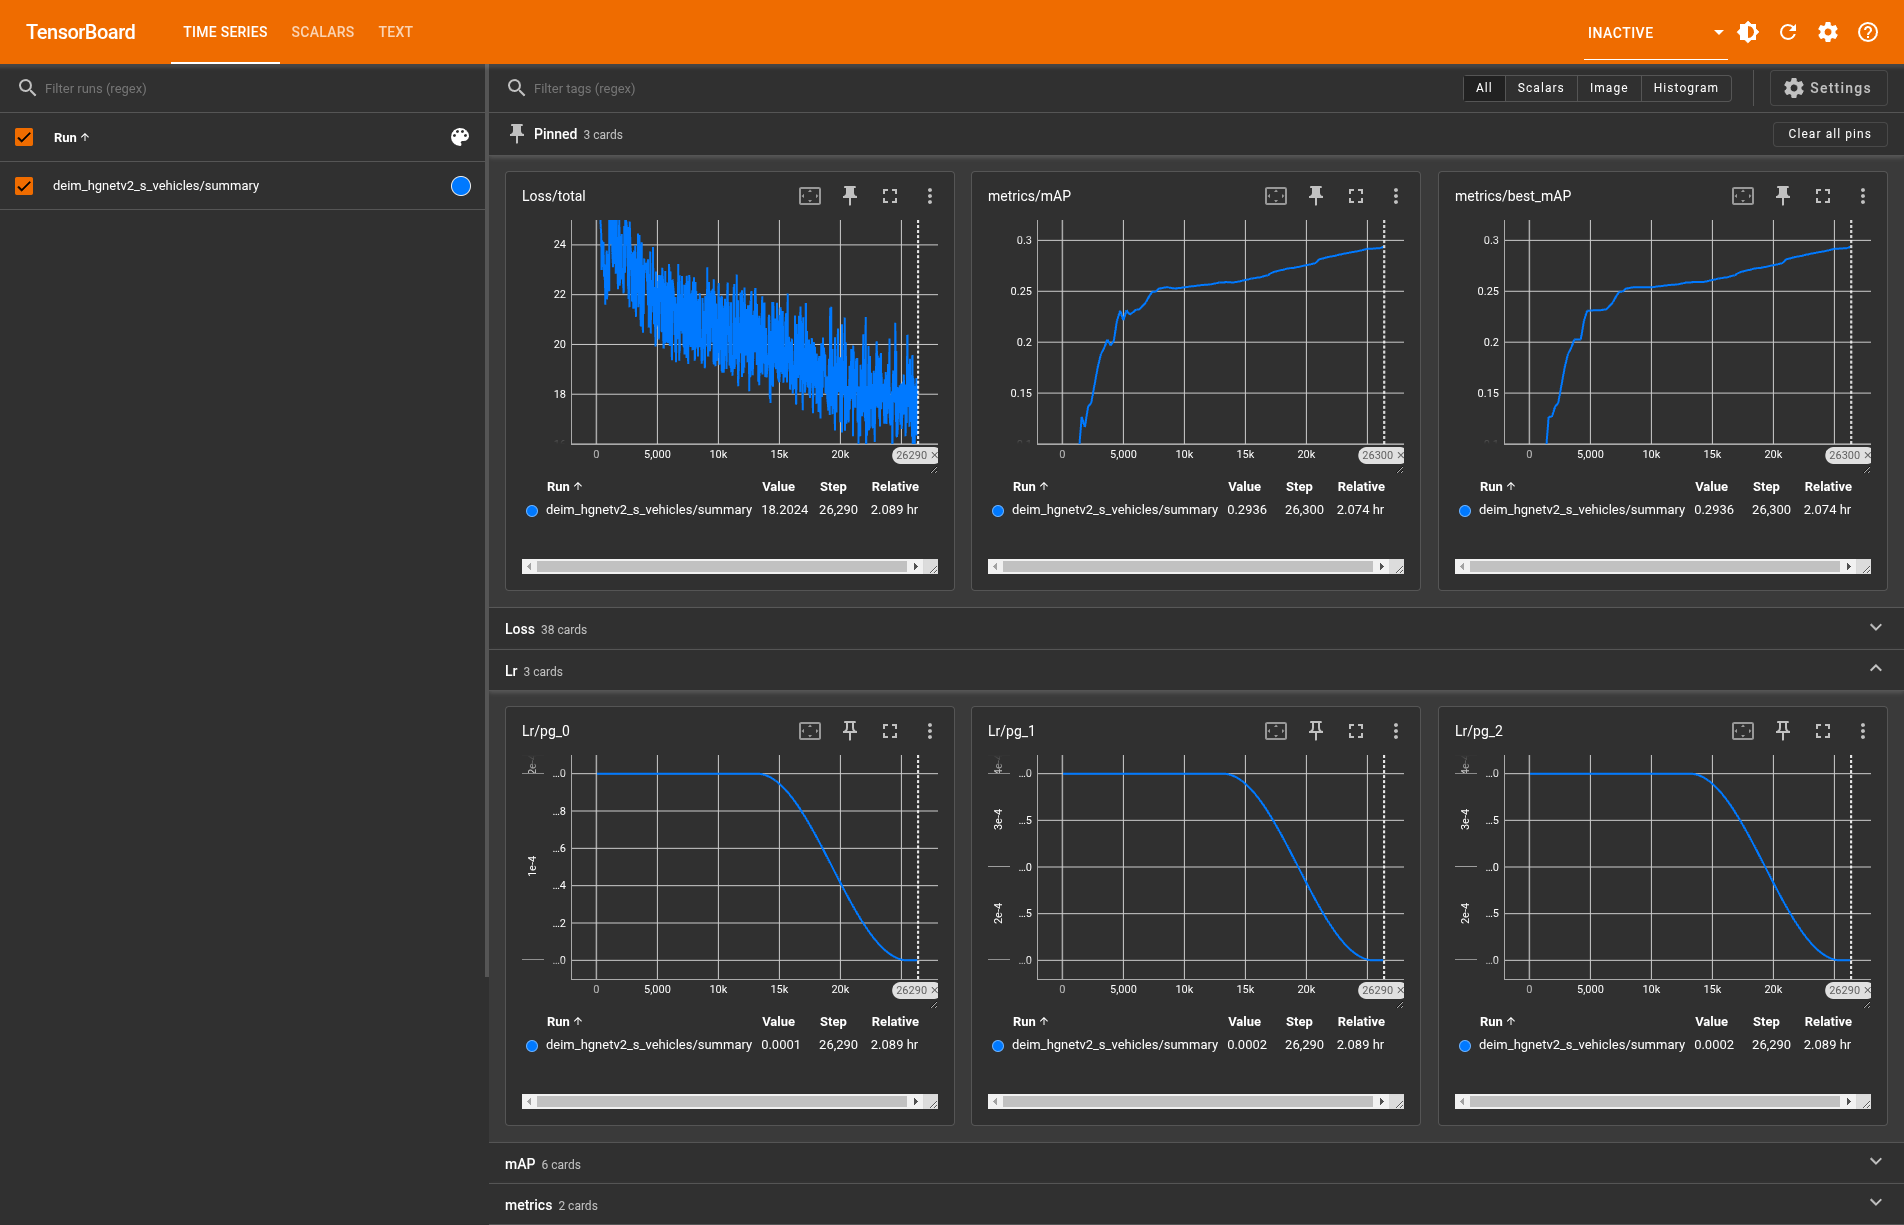 TensorBoard TIME SERIES SCALARS TEXT INACTIVE
Filter runs (regex)
Run ↑
deim_hgnetv2_s_vehicles/summary
Filter tags (regex) All Scalars Image Histogram Settings
Pinned 3 cards Clear all pins
Loss/total
24
22
20
18
0 5,000 10k 15k 20k 26290 ×
Run ↑ Value Step Relative
deim_hgnetv2_s_vehicles/summary 18.2024 26,290 2.089 hr
metrics/mAP
0.3
0.25
0.2
0.15
0.1
0 5,000 10k 15k 20k 26300 ×
Run ↑ Value Step Relative
deim_hgnetv2_s_vehicles/summary 0.2936 26,300 2.074 hr
metrics/best_mAP
0.3
0.25
0.2
0.15
0.1
0 5,000 10k 15k 20k 26300 ×
Run ↑ Value Step Relative
deim_hgnetv2_s_vehicles/summary 0.2936 26,300 2.074 hr
Loss 38 cards
Lr 3 cards
Lr/pg_0
...0
...8
...6
1e-4
...4
...2
...0
0 5,000 10k 15k 20k 26290 ×
Run ↑ Value Step Relative
deim_hgnetv2_s_vehicles/summary 0.0001 26,290 2.089 hr
Lr/pg_1
4e-4
...0
3e-4 ...5
...0
2e-4 ...5
...0
0 5,000 10k 15k 20k 26290 ×
Run ↑ Value Step Relative
deim_hgnetv2_s_vehicles/summary 0.0002 26,290 2.089 hr
Lr/pg_2
4e-4
...0
3e-4 ...5
...0
2e-4 ...5
...0
0 5,000 10k 15k 20k 26290 ×
Run ↑ Value Step Relative
deim_hgnetv2_s_vehicles/summary 0.0002 26,290 2.089 hr
mAP 6 cards
metrics 2 cards